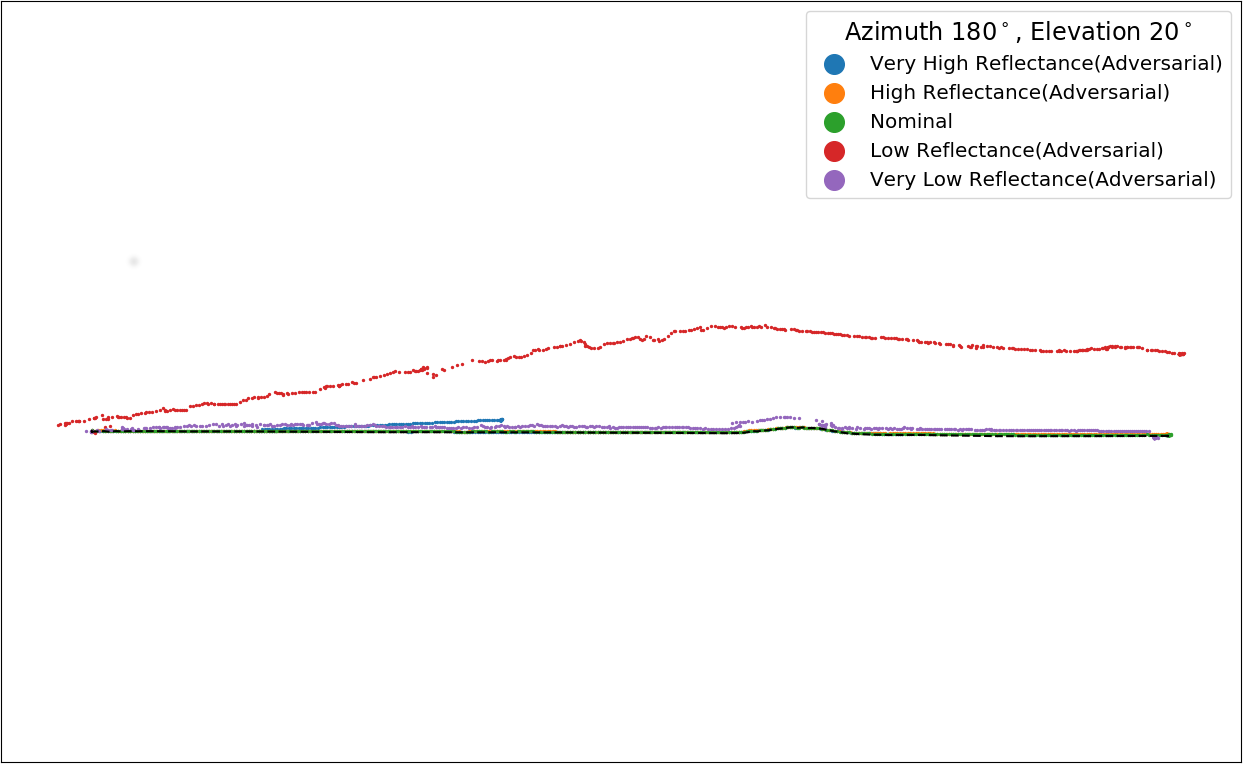 Azimuth 180°, Elevation 20°
Very High Reflectance(Adversarial)
High Reflectance(Adversarial)
Nominal
Low Reflectance(Adversarial)
Very Low Reflectance(Adversarial)